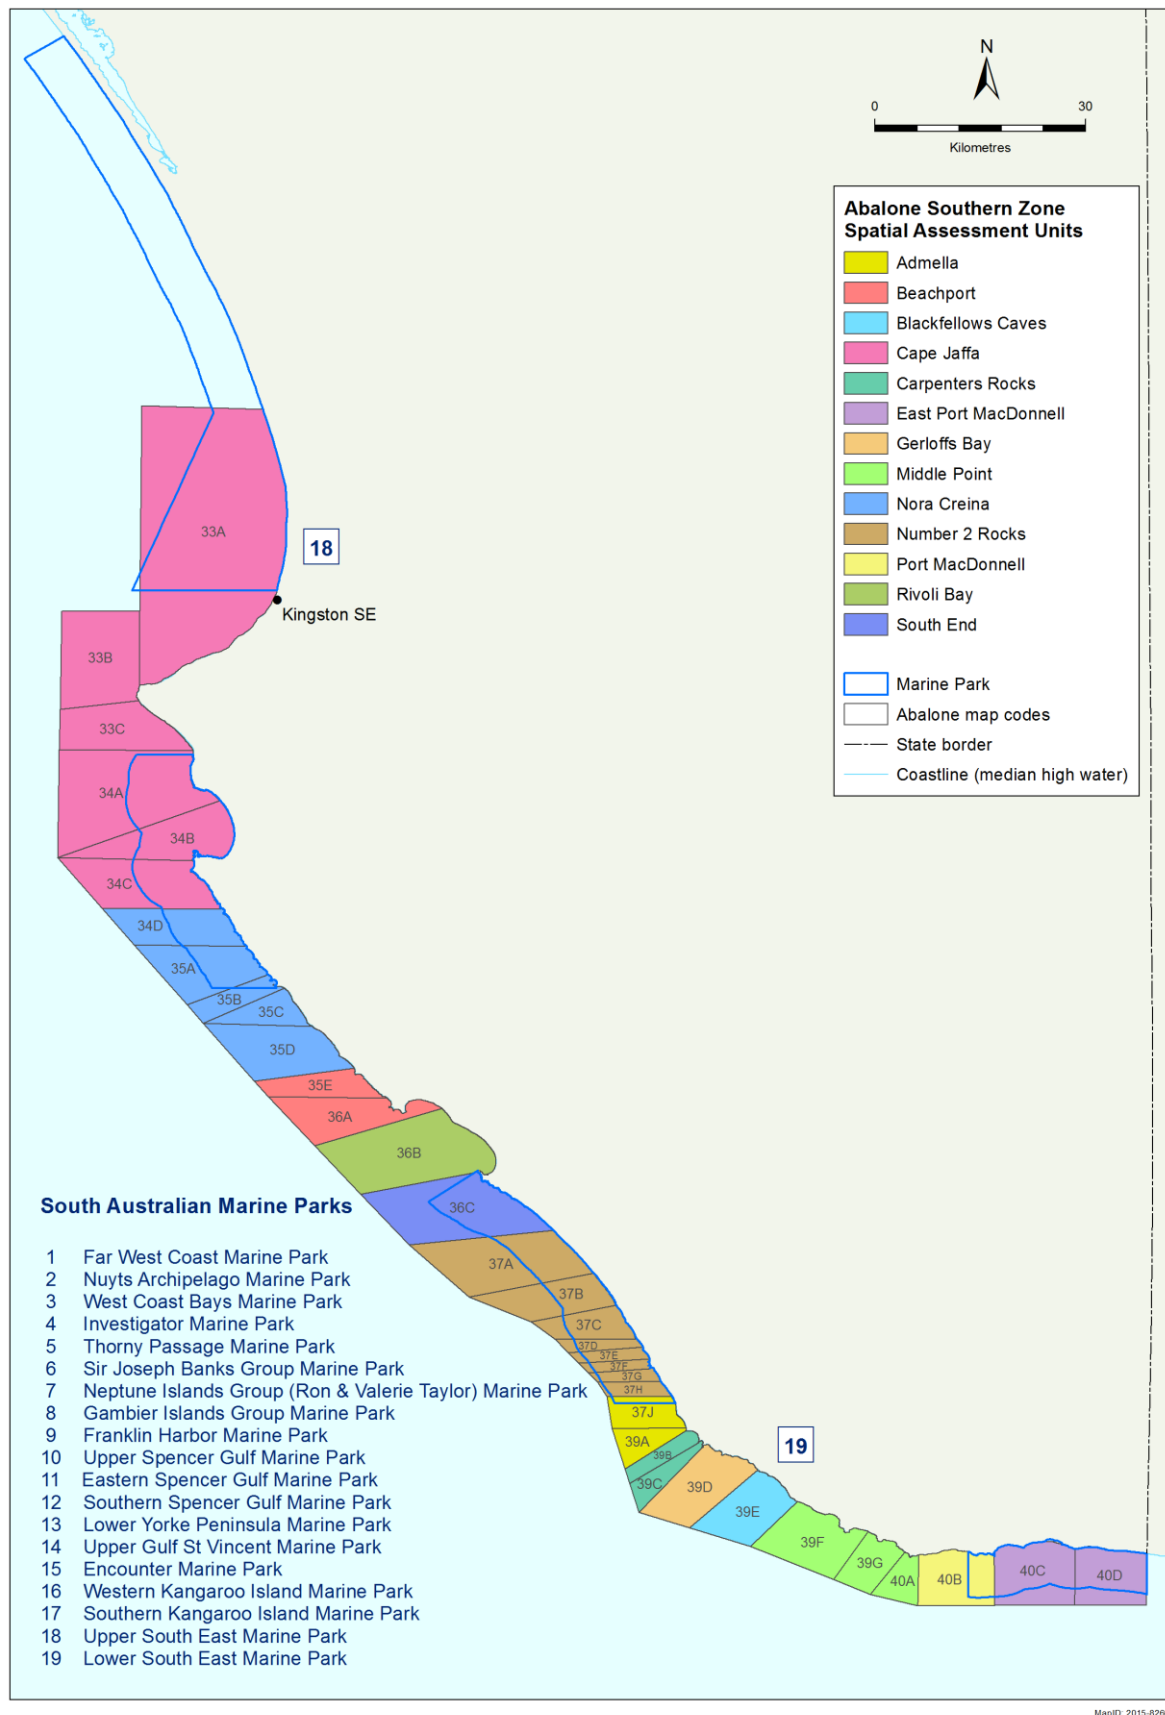 N
0 30
Kilometres
Abalone Southern Zone
Spatial Assessment Units
Admella
Beachport
Blackfellows Caves
Cape Jaffa
Carpenters Rocks
East Port MacDonnell
Gerloffs Bay
Middle Point
Nora Creina
Number 2 Rocks
Port MacDonnell
Rivoli Bay
South End
Marine Park
Abalone map codes
State border
Coastline (median high water)
33A
18
Kingston SE
33B
33C
34A
34B
34C
34D
35A
35B
35C
35D
35E
36A
36B
36C
37A
37B
37C
37D
37E
37F
37G
37H
37J
39A
39B
39C
19
39D
39E
39F
39G
40A
40B
40C
40D
South Australian Marine Parks
1 Far West Coast Marine Park
2 Nuyts Archipelago Marine Park
3 West Coast Bays Marine Park
4 Investigator Marine Park
5 Thorny Passage Marine Park
6 Sir Joseph Banks Group Marine Park
7 Neptune Islands Group (Ron & Valerie Taylor) Marine Park
8 Gambier Islands Group Marine Park
9 Franklin Harbor Marine Park
10 Upper Spencer Gulf Marine Park
11 Eastern Spencer Gulf Marine Park
12 Southern Spencer Gulf Marine Park
13 Lower Yorke Peninsula Marine Park
14 Upper Gulf St Vincent Marine Park
15 Encounter Marine Park
16 Western Kangaroo Island Marine Park
17 Southern Kangaroo Island Marine Park
18 Upper South East Marine Park
19 Lower South East Marine Park
MapID: 2015-826